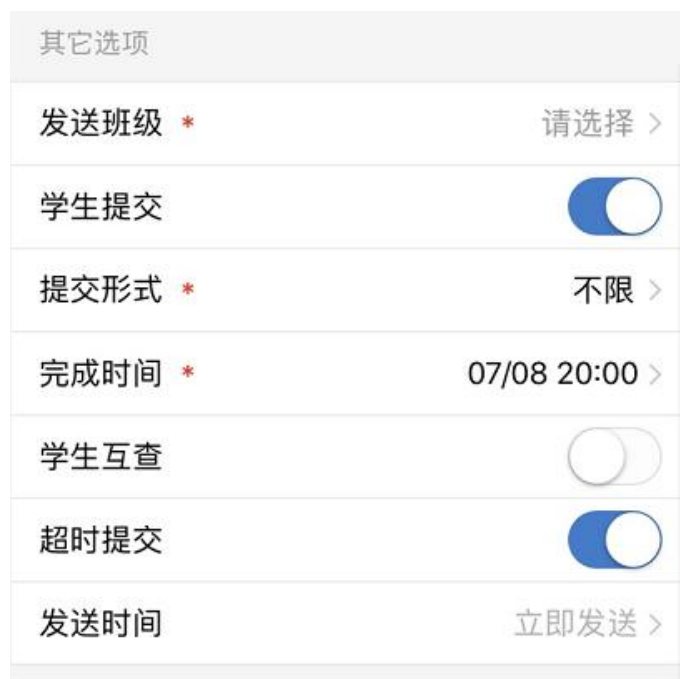 其它选项
发送班级 * 请选择 >
学生提交
提交形式 * 不限 >
完成时间 * 07/08 20:00 >
学生互查
超时提交
发送时间 立即发送 >